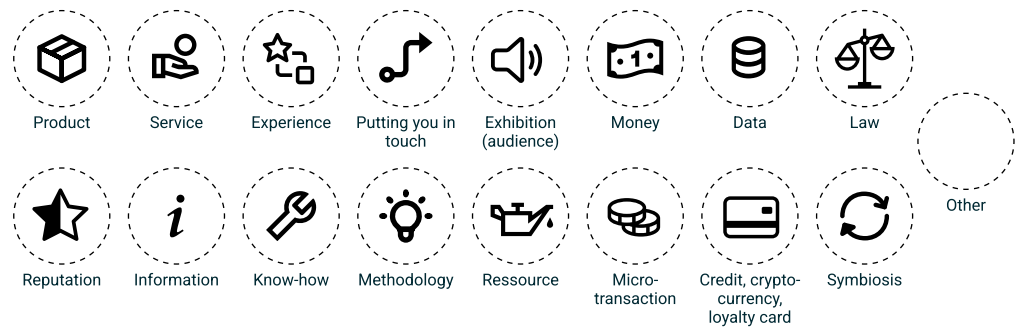 Product
Service
Experience
Putting you in
touch
Exhibition
(audience)
1
Money
Data
Law
Other
Reputation
i
Information
Know-how
Methodology
Ressource
Micro-
transaction
Credit, crypto-
currency,
loyalty card
Symbiosis